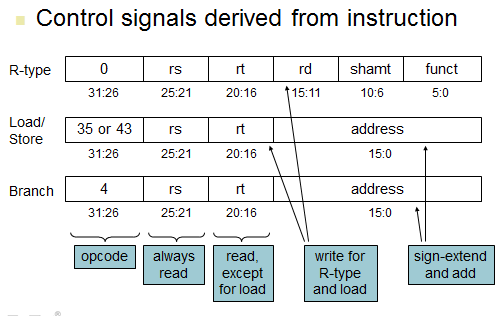 Control signals derived from instruction
R-type 0 rs rt rd shamt funct
31:26 25:21 20:16 15:11 10:6 5:0
Load/
Store 35 or 43 rs rt address
31:26 25:21 20:16 15:0
Branch 4 rs rt address
31:26 25:21 20:16 15:0
opcode
always
read
read,
except
for load
write for
R-type
and load
sign-extend
and add
®